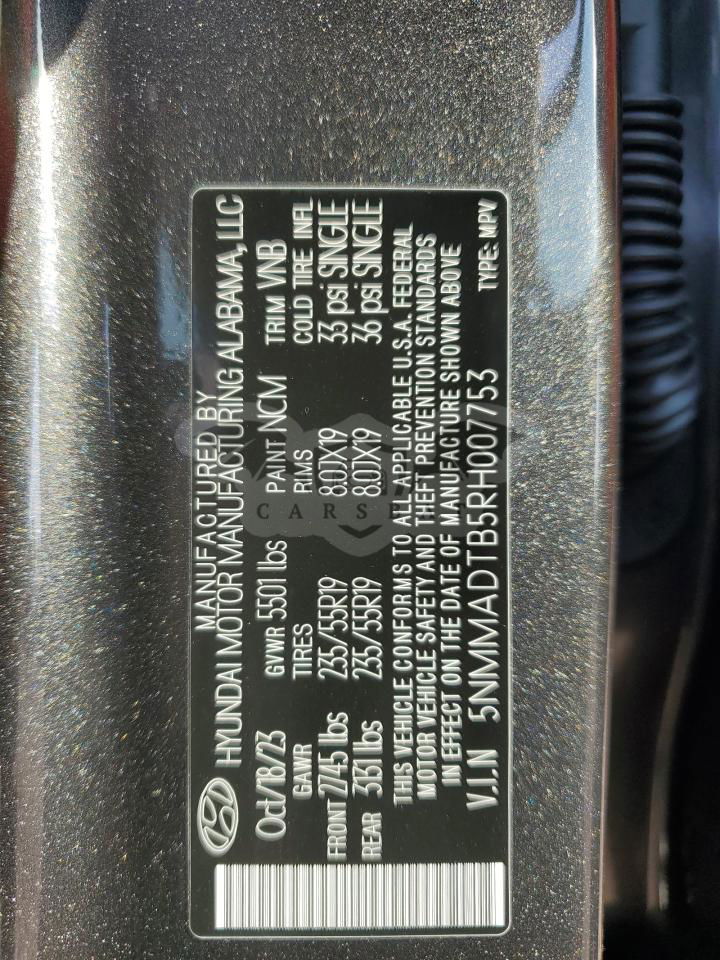 MANUFACTURED BY
HYUNDAI MOTOR MANUFACTURING ALABAMA, LLC
Oct/18/23 GVWR 5501 lbs PAINT NCM TRIM VNB
GAWR TIRES RIMS COLD TIRE INFL
FRONT 2745 lbs 235/55R19 8.0JX19 35 psi SINGLE
REAR 3131 lbs 235/55R19 8.0JX19 36 psi SINGLE
THIS VEHICLE CONFORMS TO ALL APPLICABLE U.S.A. FEDERAL
MOTOR VEHICLE SAFETY AND THEFT PREVENTION STANDARDS
IN EFFECT ON THE DATE OF MANUFACTURE SHOWN ABOVE
V.I.N 5NMMADTB5RH007753 TYPE: MPV